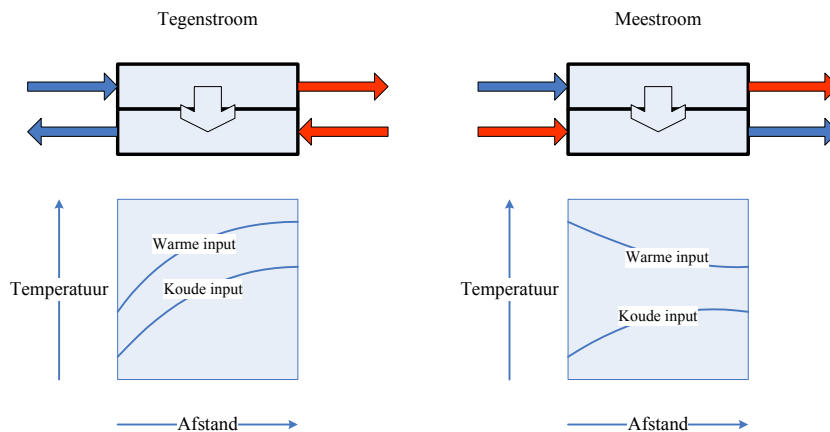 Tegenstroom
Meestroom
Warme input
Koude input
Temperatuur
Afstand
Warme input
Koude input
Temperatuur
Afstand